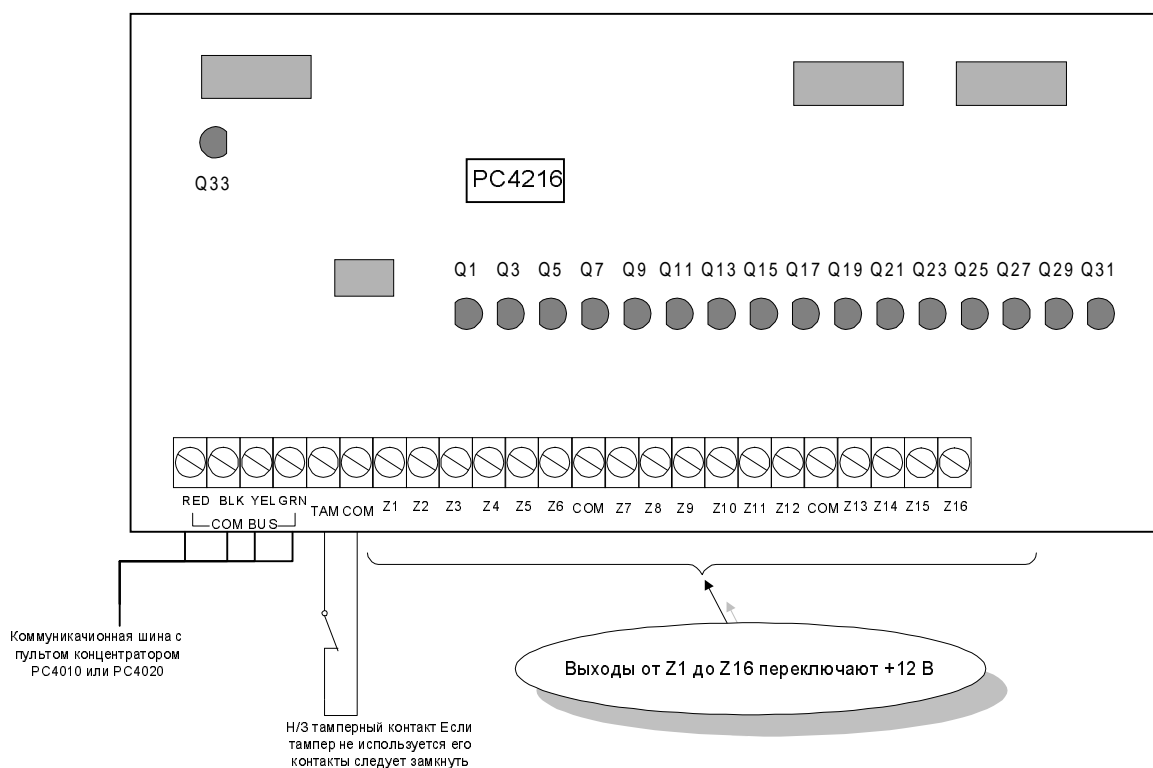 Q33
PC4216
Q1 Q3 Q5 Q7 Q9 Q11 Q13 Q15 Q17 Q19 Q21 Q23 Q25 Q27 Q29 Q31
RED BLK YEL GRN TAM COM Z1 Z2 Z3 Z4 Z5 Z6 COM Z7 Z8 Z9 Z10 Z11 Z12 COM Z13 Z14 Z15 Z16
COM BUS
Коммуникачионная шина с
пультом концентратором
PC4010 или PC4020
Выходы от Z1 до Z16 переключают +12 В
Н/З тамперный контакт Если
тампер не используется его
контакты следует замкнуть